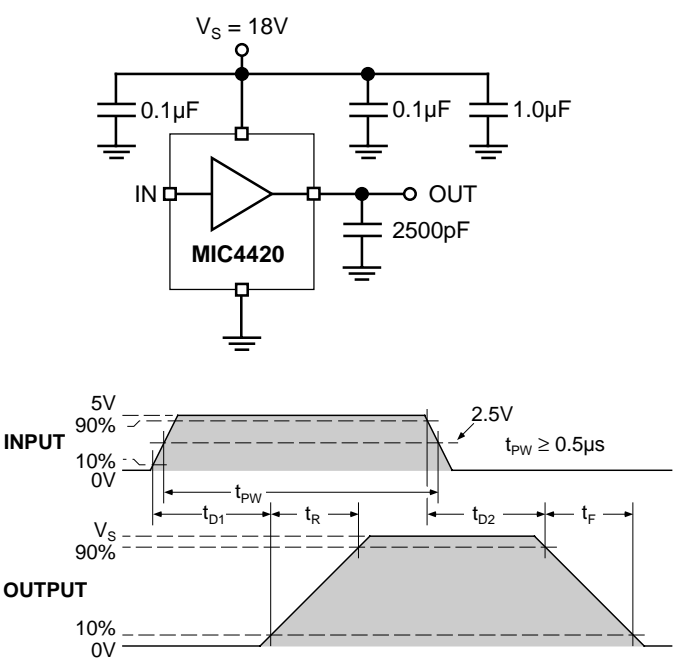 V_S = 18V
0.1µF
0.1µF
1.0µF
IN
OUT
MIC4420
2500pF
5V
90%
INPUT
10%
0V
2.5V
t_PW ≥ 0.5µs
t_PW
t_D1
t_R
t_D2
t_F
V_S
90%
OUTPUT
10%
0V